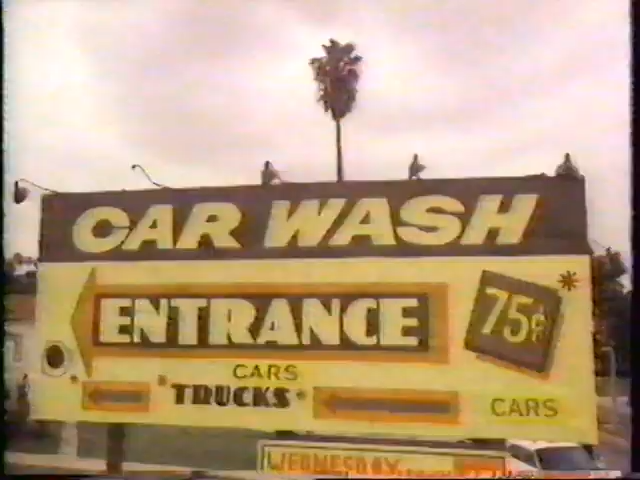 CAR WASH
ENTRANCE
75¢*
CARS
"TRUCKS"
CARS
WEDNESDAY